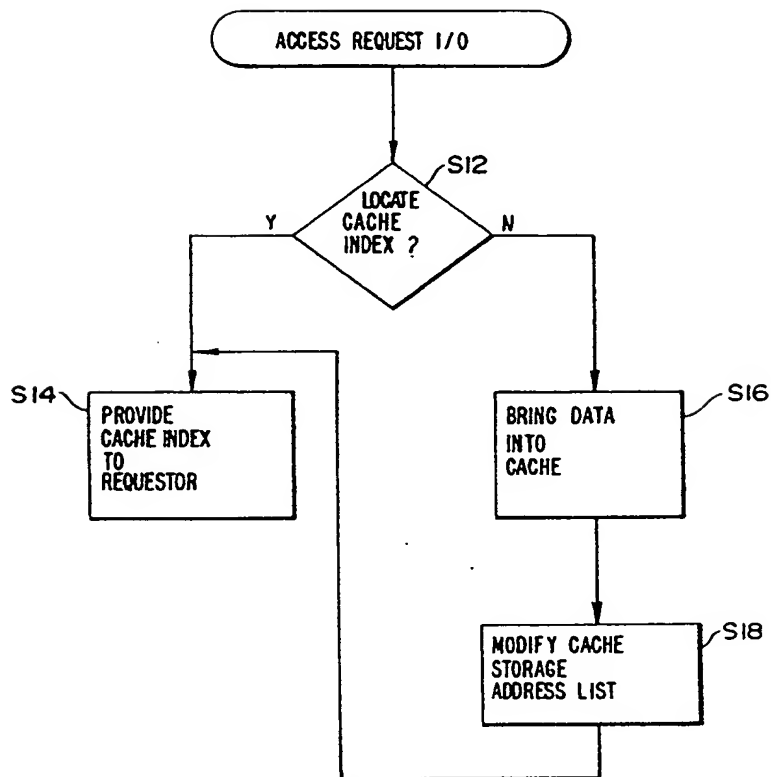 ACCESS REQUEST I/O
S12
LOCATE
CACHE
INDEX ?
Y
N
S14
PROVIDE
CACHE INDEX
TO
REQUESTOR
S16
BRING DATA
INTO
CACHE
S18
MODIFY CACHE
STORAGE
ADDRESS LIST